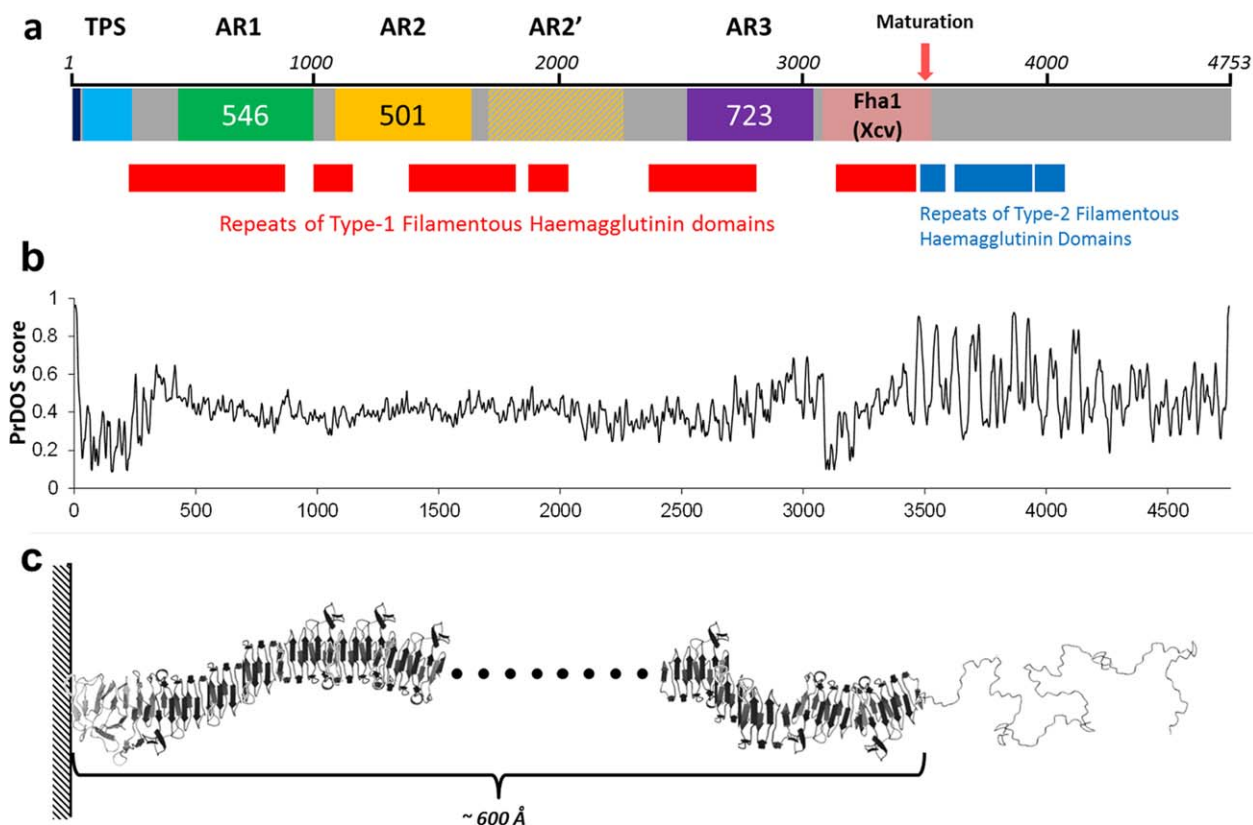 a
TPS AR1 AR2 AR2’ AR3 Maturation
1 1000 2000 3000 4000 4753
546 501 723 Fha1
(Xcv)
Repeats of Type-1 Filamentous Haemagglutinin domains
Repeats of Type-2 Filamentous
Haemagglutinin Domains
b
PrDOS score
1
0.8
0.6
0.4
0.2
0
0 500 1000 1500 2000 2500 3000 3500 4000 4500
c
~ 600 Å